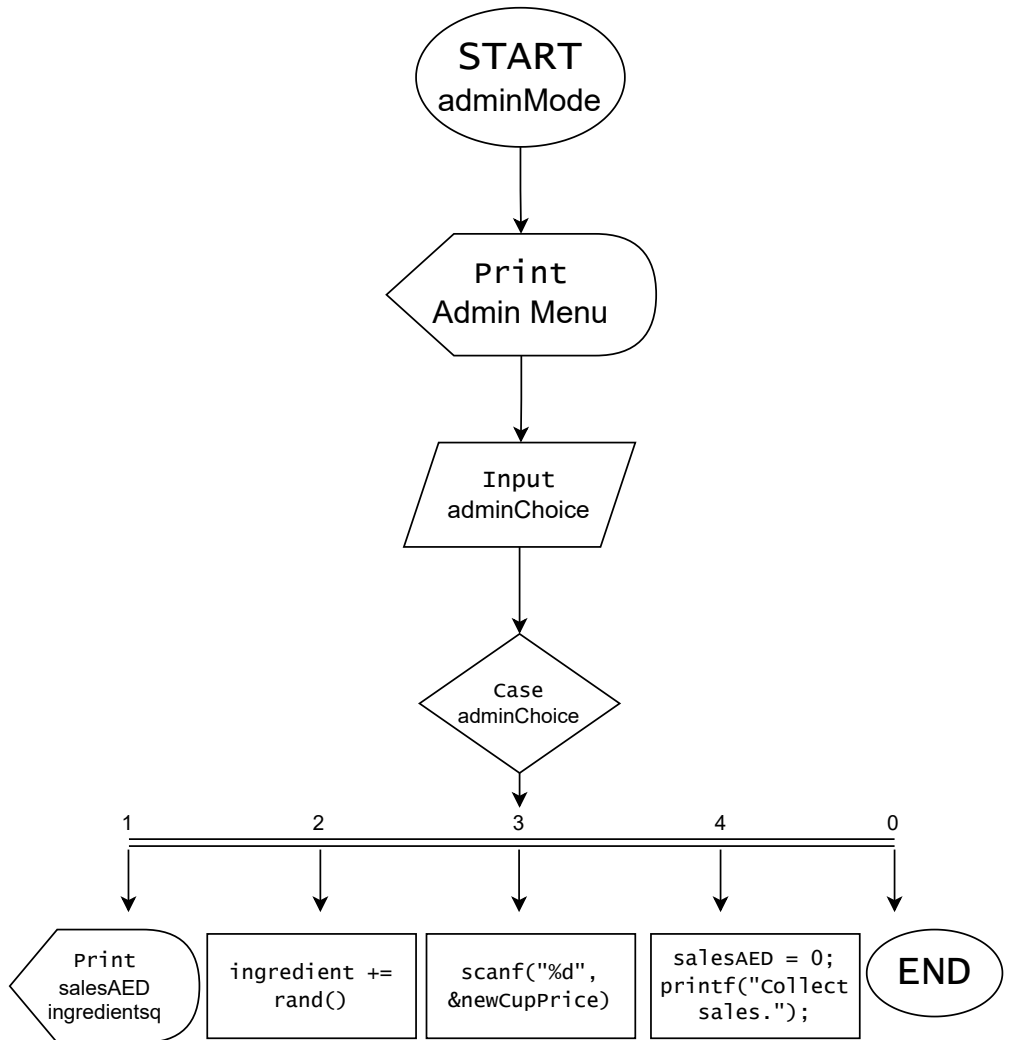 START
adminMode
Print
Admin Menu
Input
adminChoice
Case
adminChoice
1
2
3
4
0
Print
salesAED
ingredientsq
ingredient +=
rand()
scanf("%d",
&newCupPrice)
salesAED = 0;
printf("Collect
sales.");
END